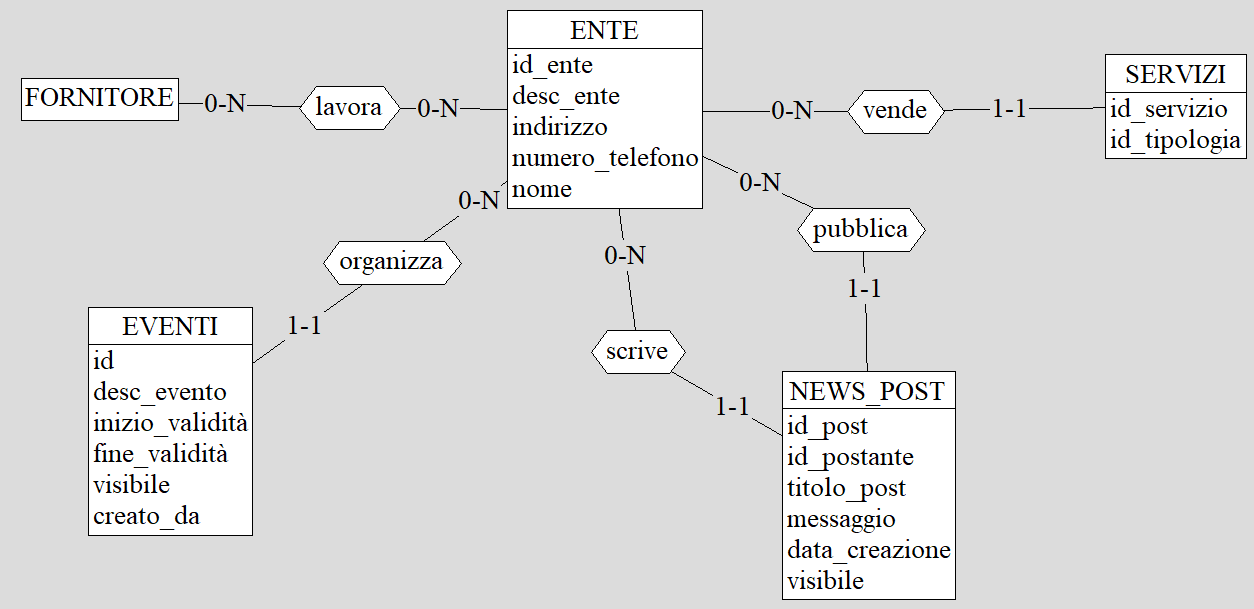 ENTE
id_ente
desc_ente
indirizzo
numero_telefono
nome
FORNITORE
0-N
lavora
0-N
0-N
vende
1-1
SERVIZI
id_servizio
id_tipologia
0-N
organizza
1-1
0-N
scrive
1-1
0-N
pubblica
1-1
EVENTI
id
desc_evento
inizio_validità
fine_validità
visibile
creato_da
NEWS_POST
id_post
id_postante
titolo_post
messaggio
data_creazione
visibile